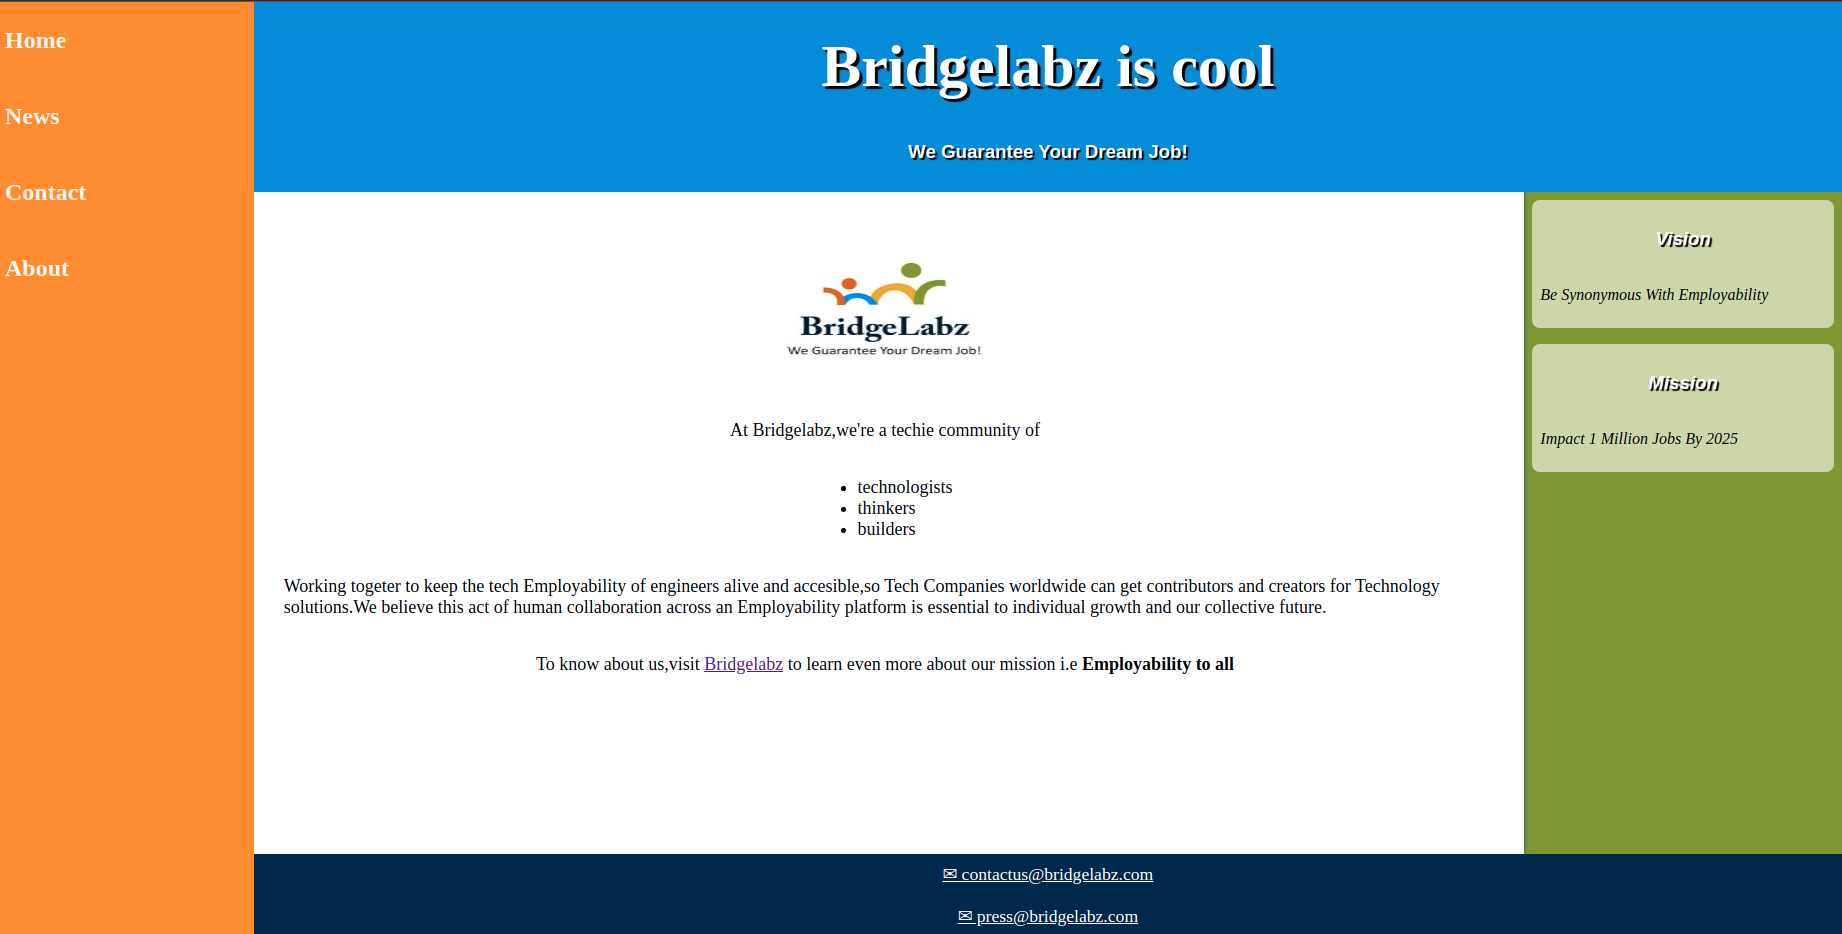 Home
News
Contact
About
Bridgelabz is cool
We Guarantee Your Dream Job!
BridgeLabz
We Guarantee Your Dream Job!
At Bridgelabz,we're a techie community of
• technologists
• thinkers
• builders
Working togeter to keep the tech Employability of engineers alive and accesible,so Tech Companies worldwide can get contributors and creators for Technology
solutions.We believe this act of human collaboration across an Employability platform is essential to individual growth and our collective future.
To know about us,visit Bridgelabz to learn even more about our mission i.e Employability to all
Vision
Be Synonymous With Employability
Mission
Impact 1 Million Jobs By 2025
✉ contactus@bridgelabz.com
✉ press@bridgelabz.com